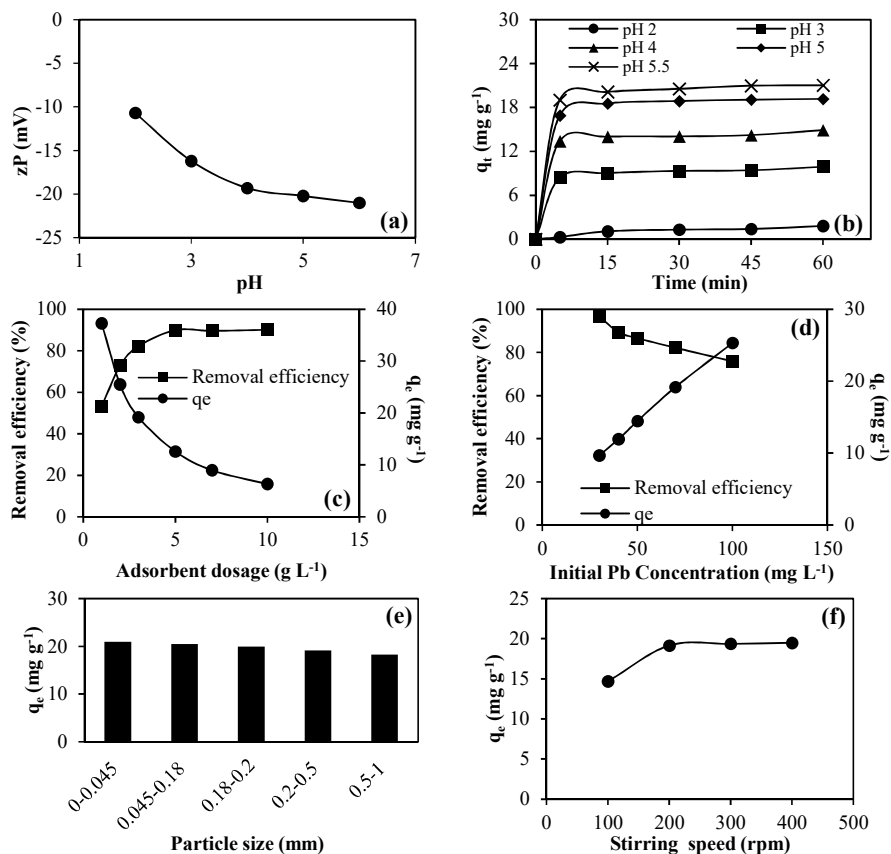 0
-5
-10
-15
-20
-25
zP (mV)
1 3 5 7
pH
(a)
pH 2 pH 3
pH 4 pH 5
pH 5.5
30
24
18
12
6
0
qt (mg g-1)
0 15 30 45 60
Time (min)
(b)
100
80
60
40
20
0
Removal efficiency (%)
40
30
20
10
0
qe (mg g-1)
Removal efficiency
qe
(c)
0 5 10 15
Adsorbent dosage (g L-1)
100
80
60
40
20
0
Removal efficiency (%)
30
20
10
0
qe (mg g-1)
(d)
Removal efficiency
qe
0 50 100 150
Initial Pb Concentration (mg L-1)
30
20
10
0
qe (mg g-1)
(e)
0-0.045
0.045-0.18
0.18-0.2
0.2-0.5
0.5-1
Particle size (mm)
25
20
15
10
5
0
qe (mg g-1)
(f)
0 100 200 300 400 500
Stirring speed (rpm)